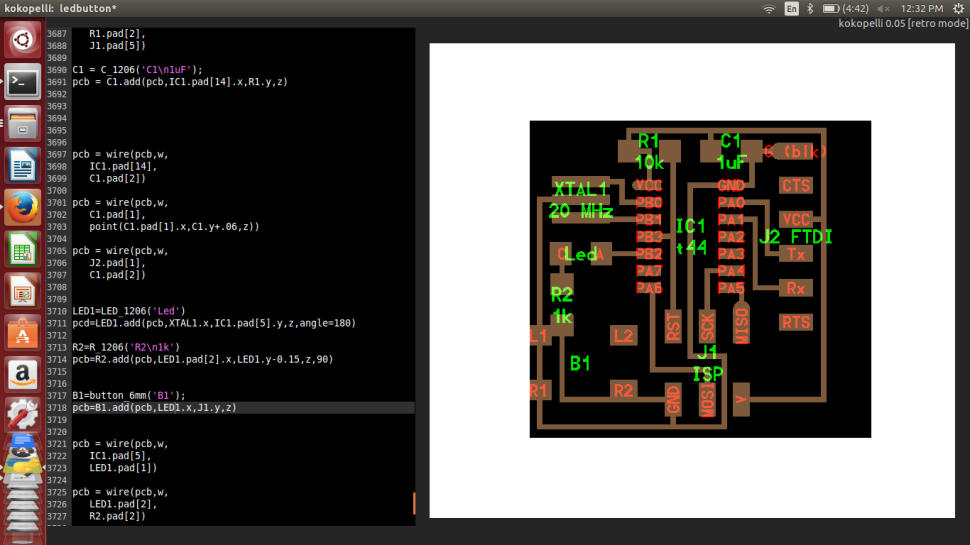 kokopelli: ledbutton*
En
(4:42)
12:32 PM
kokopelli 0.05 [retro mode]
3687 R1.pad[2],
3688 J1.pad[5])
3689
3690 C1 = C_1206('C1\n1uF');
3691 pcb = C1.add(pcb,IC1.pad[14].x,R1.y,z)
3692
3693
3694
3695
3696
3697 pcb = wire(pcb,w,
3698 IC1.pad[14],
3699 C1.pad[2])
3700
3701 pcb = wire(pcb,w,
3702 C1.pad[1],
3703 point(C1.pad[1].x,C1.y+.06,z))
3704
3705 pcb = wire(pcb,w,
3706 J2.pad[1],
3707 C1.pad[2])
3708
3709
3710 LED1=LED_1206('Led')
3711 pcd=LED1.add(pcb,XTAL1.x,IC1.pad[5].y,z,angle=180)
3712
3713 R2=R_1206('R2\n1k')
3714 pcb=R2.add(pcb,LED1.pad[2].x,LED1.y-0.15,z,90)
3715
3716
3717 B1=button_6mm('B1');
3718 pcb=B1.add(pcb,LED1.x,J1.y,z)
3719
3720
3721 pcb = wire(pcb,w,
3722 IC1.pad[5],
3723 LED1.pad[1])
3724
3725 pcb = wire(pcb,w,
3726 LED1.pad[2],
3727 R2.pad[2])
R1
10k
C1
1uF
(blk)
XTAL1
20 MHz
VCC
PB0
PB1
PB3
PB2
PA7
PA6
IC1
t44
GND
PA0
PA1
PA2
PA3
PA4
PA5
CTS
VCC
J2 FTDI
Tx
Rx
RTS
C
Led
A
R2
1k
L1
L2
B1
R1
R2
RST
SCK
MISO
J1
ISP
GND
MOSI
V